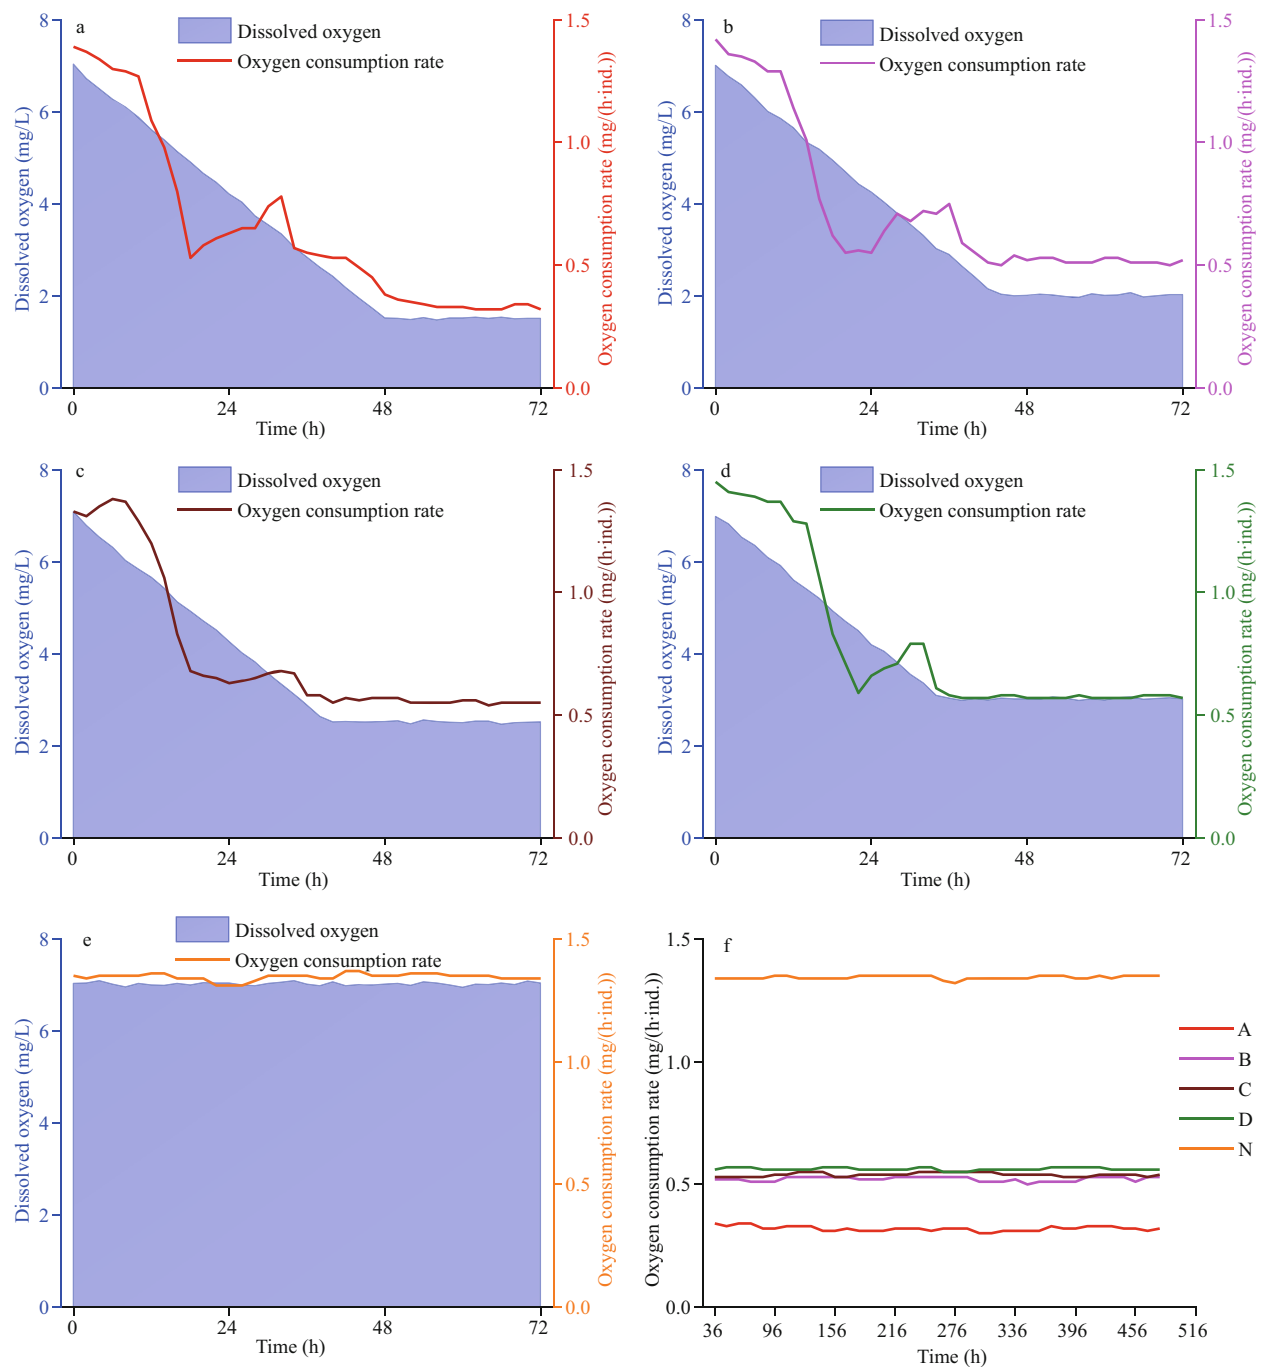 a
Dissolved oxygen
Oxygen consumption rate
8
6
4
2
0
Dissolved oxygen (mg/L)
1.5
1.0
0.5
0.0
Oxygen consumption rate (mg/(h·ind.))
0 24 48 72
Time (h)
b
Dissolved oxygen
Oxygen consumption rate
8
6
4
2
0
Dissolved oxygen (mg/L)
1.5
1.0
0.5
0.0
Oxygen consumption rate (mg/(h·ind.))
0 24 48 72
Time (h)
c
Dissolved oxygen
Oxygen consumption rate
8
6
4
2
0
Dissolved oxygen (mg/L)
1.5
1.0
0.5
0.0
Oxygen consumption rate (mg/(h·ind.))
0 24 48 72
Time (h)
d
Dissolved oxygen
Oxygen consumption rate
8
6
4
2
0
Dissolved oxygen (mg/L)
1.5
1.0
0.5
0.0
Oxygen consumption rate (mg/(h·ind.))
0 24 48 72
Time (h)
e
Dissolved oxygen
Oxygen consumption rate
8
6
4
2
0
Dissolved oxygen (mg/L)
1.5
1.0
0.5
0.0
Oxygen consumption rate (mg/(h·ind.))
0 24 48 72
Time (h)
f
1.5
1.0
0.5
0.0
Oxygen consumption rate (mg/(h·ind.))
A
B
C
D
N
36 96 156 216 276 336 396 456 516
Time (h)